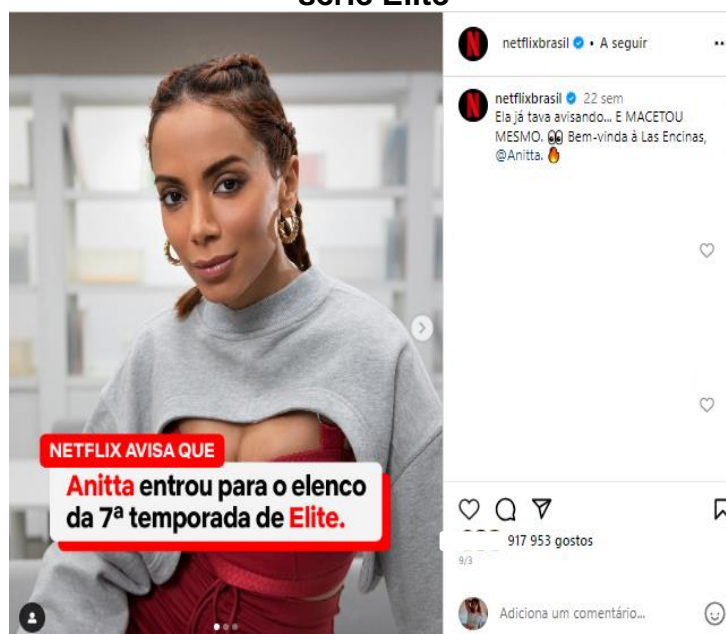 série Elite
netflixbrasil • A seguir
netflixbrasil 22 sem
Ela já tava avisando... E MACETOU
MESMO. 👀 Bem-vinda à Las Encinas,
@Anitta. 🔥
NETFLIX AVISA QUE
Anitta entrou para o elenco
da 7ª temporada de Elite.
917 953 gostos
9/3
Adiciona um comentário...